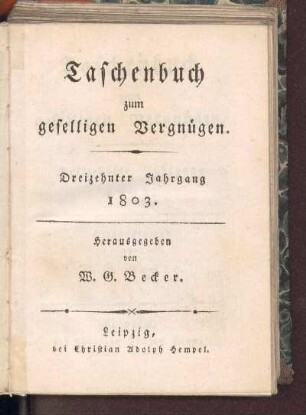 Taschenbuch
zum
geselligen Vergnügen.
Dreizehnter Jahrgang
1803.
Herausgegeben
von
W. G. Becker.
Leipzig,
bei Christian Adolph Hempel.